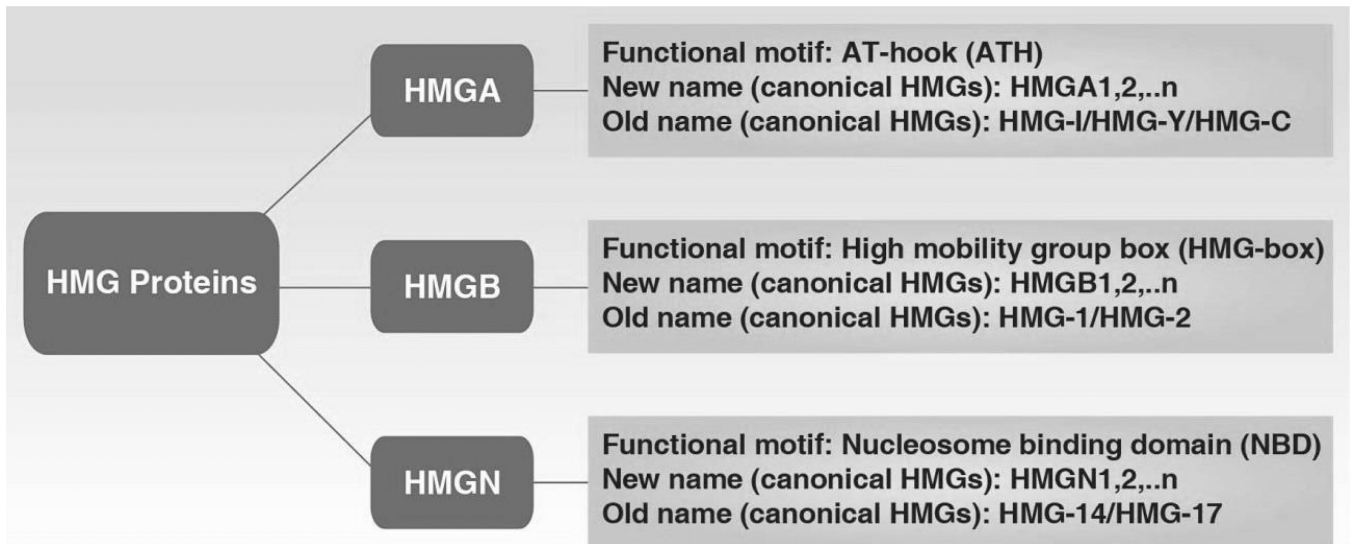 HMG Proteins
HMGA
Functional motif: AT-hook (ATH)
New name (canonical HMGs): HMGA1,2,..n
Old name (canonical HMGs): HMG-I/HMG-Y/HMG-C
HMGB
Functional motif: High mobility group box (HMG-box)
New name (canonical HMGs): HMGB1,2,..n
Old name (canonical HMGs): HMG-1/HMG-2
HMGN
Functional motif: Nucleosome binding domain (NBD)
New name (canonical HMGs): HMGN1,2,..n
Old name (canonical HMGs): HMG-14/HMG-17